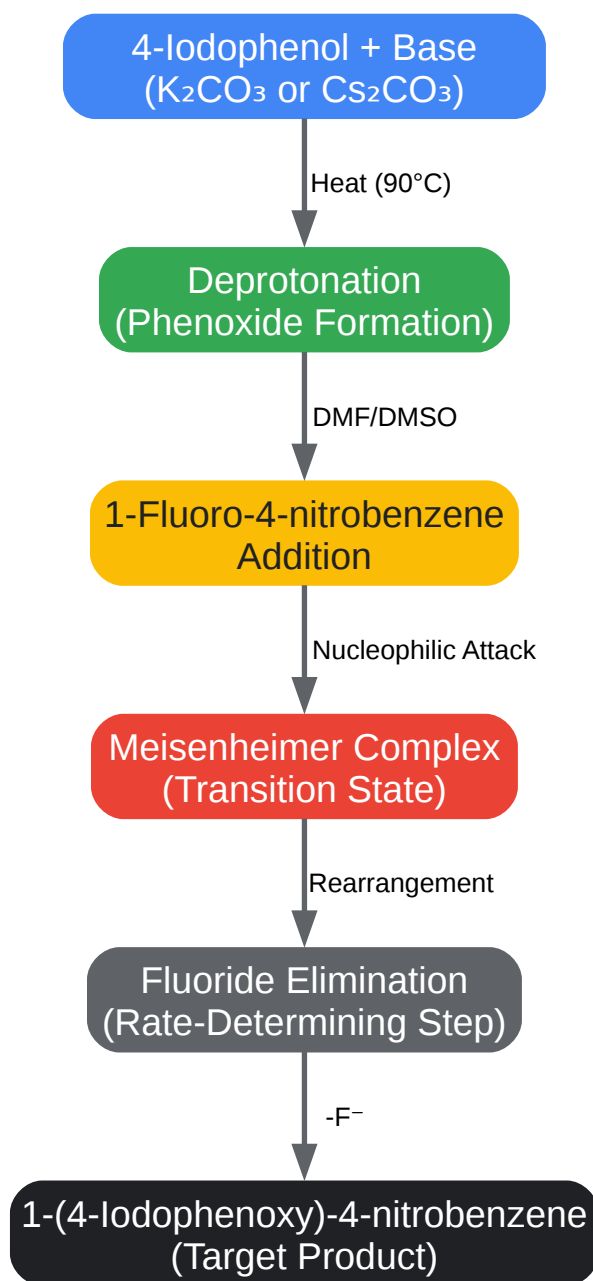 4-Iodophenol + Base
(K₂CO₃ or Cs₂CO₃)
Heat (90°C)
Deprotonation
(Phenoxide Formation)
DMF/DMSO
1-Fluoro-4-nitrobenzene
Addition
Nucleophilic Attack
Meisenheimer Complex
(Transition State)
Rearrangement
Fluoride Elimination
(Rate-Determining Step)
-F⁻
1-(4-Iodophenoxy)-4-nitrobenzene
(Target Product)